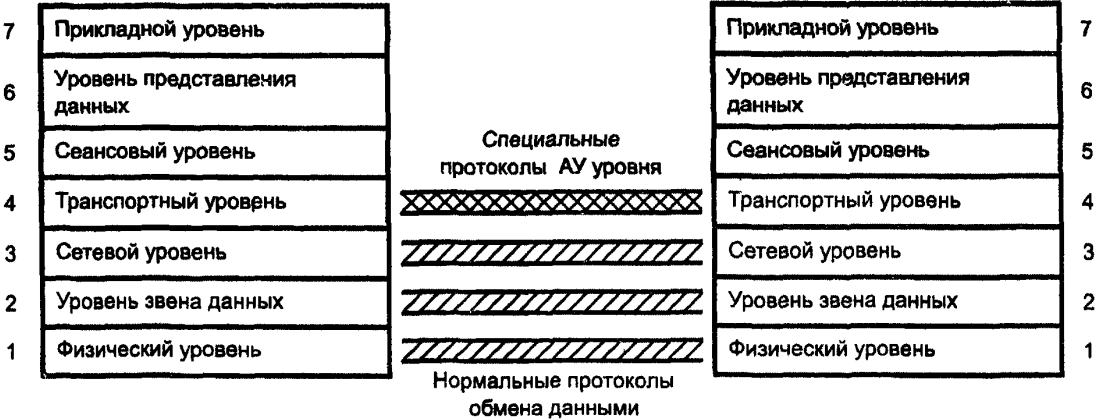 7 Прикладной уровень
6 Уровень представления
данных
5 Сеансовый уровень
4 Транспортный уровень
3 Сетевой уровень
2 Уровень звена данных
1 Физический уровень
Специальные
протоколы АУ уровня
Нормальные протоколы
обмена данными
Прикладной уровень 7
Уровень представления 6
данных
Сеансовый уровень 5
Транспортный уровень 4
Сетевой уровень 3
Уровень звена данных 2
Физический уровень 1